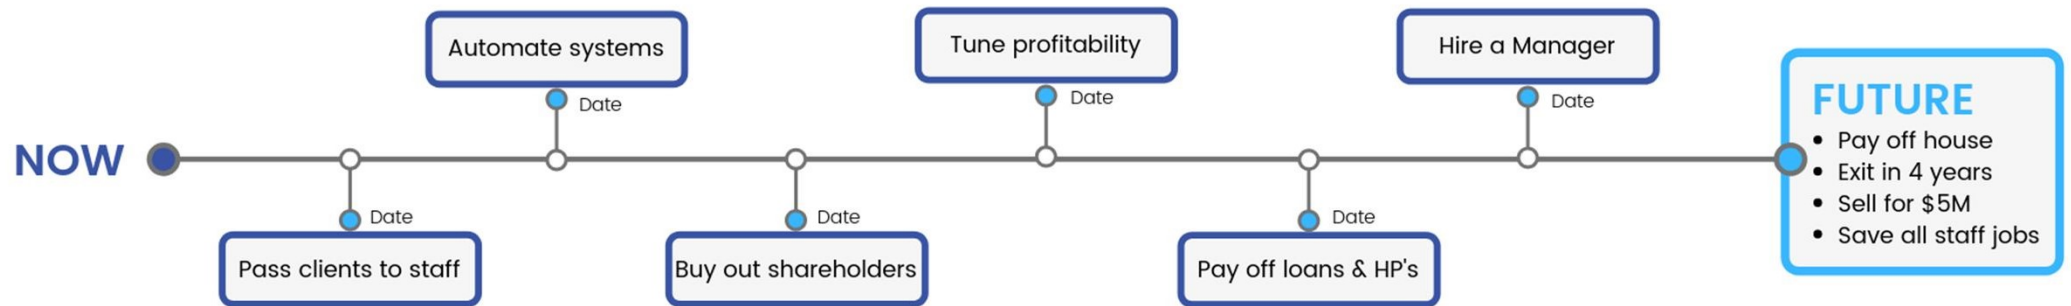 NOW
Date
Pass clients to staff
Automate systems
Date
Date
Buy out shareholders
Tune profitability
Date
Date
Pay off loans & HP's
Hire a Manager
Date
FUTURE
• Pay off house
• Exit in 4 years
• Sell for $5M
• Save all staff jobs